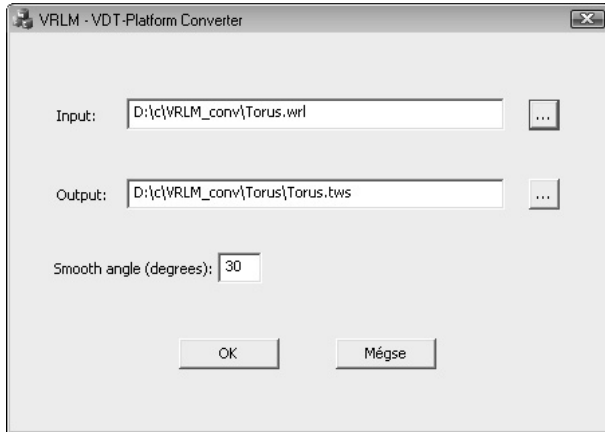 VRLM - VDT-Platform Converter
Input: D:\c\VRLM_conv\Torus.wrl ...
Output: D:\c\VRLM_conv\Torus\Torus.tws ...
Smooth angle (degrees): 30
OK Mégse